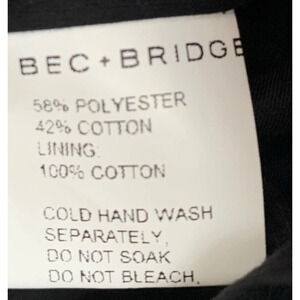 BEC + BRIDGE
58% POLYESTER
42% COTTON
LINING:
100% COTTON
COLD HAND WASH
SEPARATELY,
DO NOT SOAK
DO NOT BLEACH,